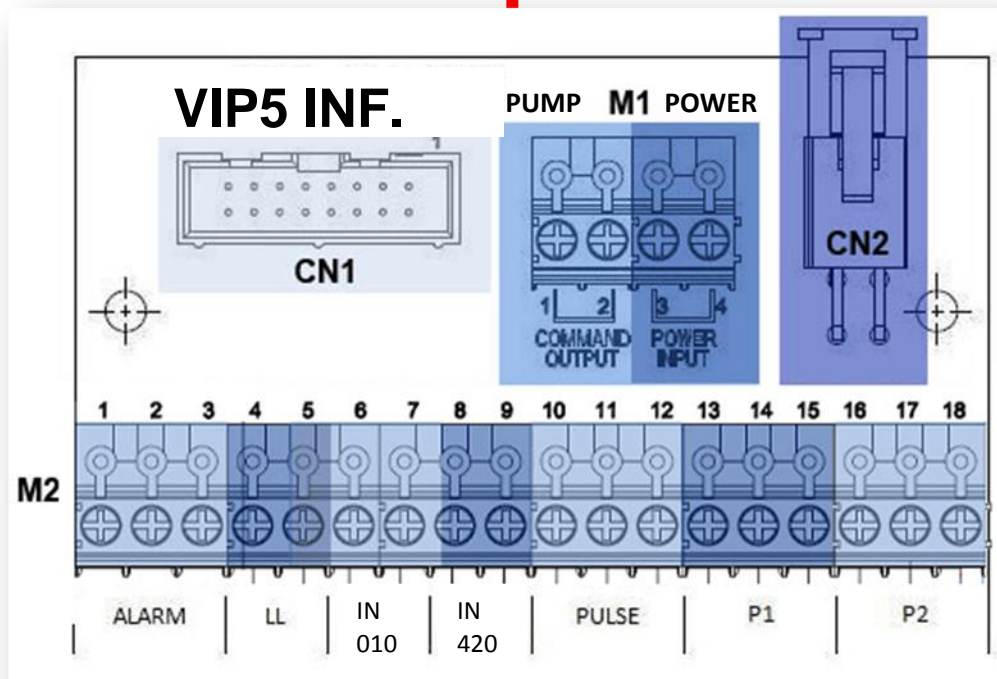 VIP5 INF.
PUMP M1 POWER
1
CN1
CN2
1 2 3 4
COMMAND OUTPUT
POWER INPUT
1 2 3 4 5 6 7 8 9 10 11 12 13 14 15 16 17 18
M2
ALARM LL IN 010 IN 420 PULSE P1 P2